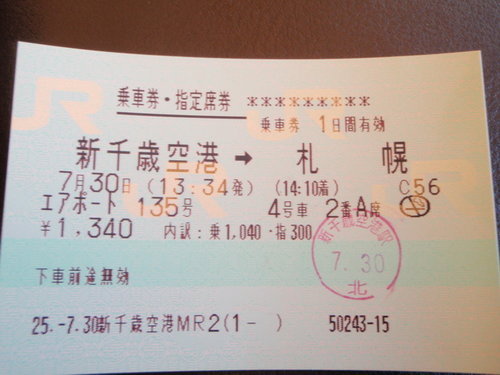 乗車券・指定席券 ＊＊＊＊＊＊＊＊＊
乗車券 1日間有効
新千歳空港 ➡ 札幌
7月30日 (13:34発) (14:10着) C56
エアポート 135号 4号車 2番A席
￥1,340 内訳：乗1,040・指300
新千歳空港駅
7.30
北
下車前途無効
25.-7.30新千歳空港MR2(1- ) 50243-15
JR